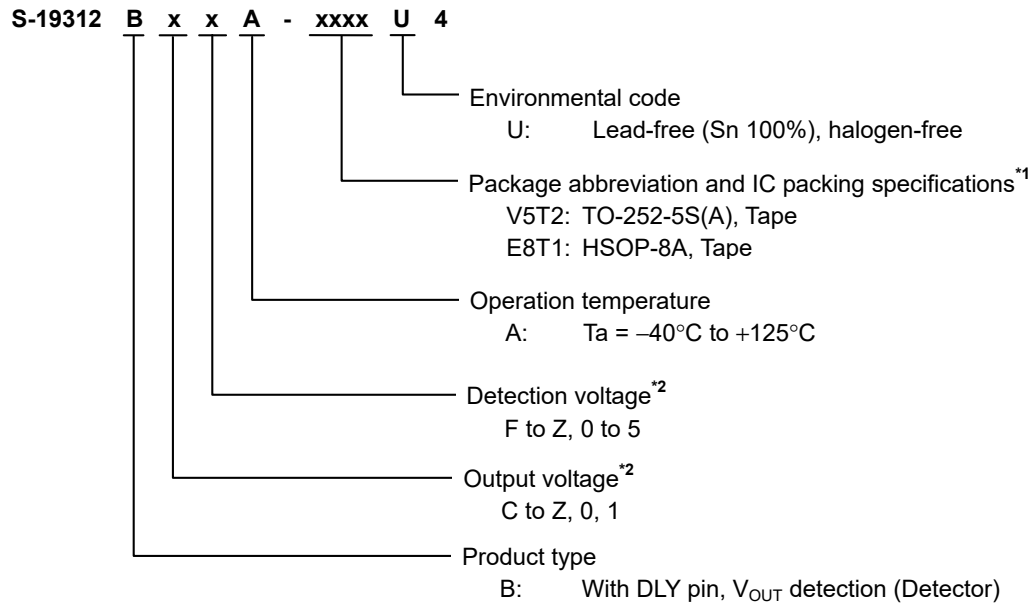 S-19312 B x x A - xxxx U 4
Environmental code
U: Lead-free (Sn 100%), halogen-free
Package abbreviation and IC packing specifications*1
V5T2: TO-252-5S(A), Tape
E8T1: HSOP-8A, Tape
Operation temperature
A: Ta = −40°C to +125°C
Detection voltage*2
F to Z, 0 to 5
Output voltage*2
C to Z, 0, 1
Product type
B: With DLY pin, VOUT detection (Detector)